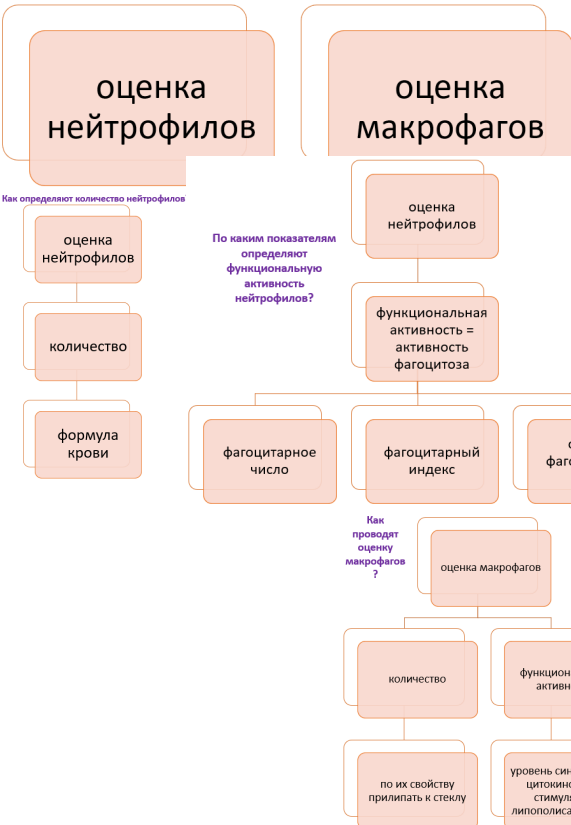 оценка
нейтрофилов
оценка
макрофагов
Как определяют количество нейтрофилов
оценка
нейтрофилов
количество
формула
крови
По каким показателям
определяют
функциональную
активность
нейтрофилов?
оценка
нейтрофилов
функциональная
активность =
активность
фагоцитоза
фагоцитарное
число
фагоцитарный
индекс
Как
проводят
оценку
макрофагов
?
оценка макрофагов
количество
по их свойству
прилипать к стеклу
уровень